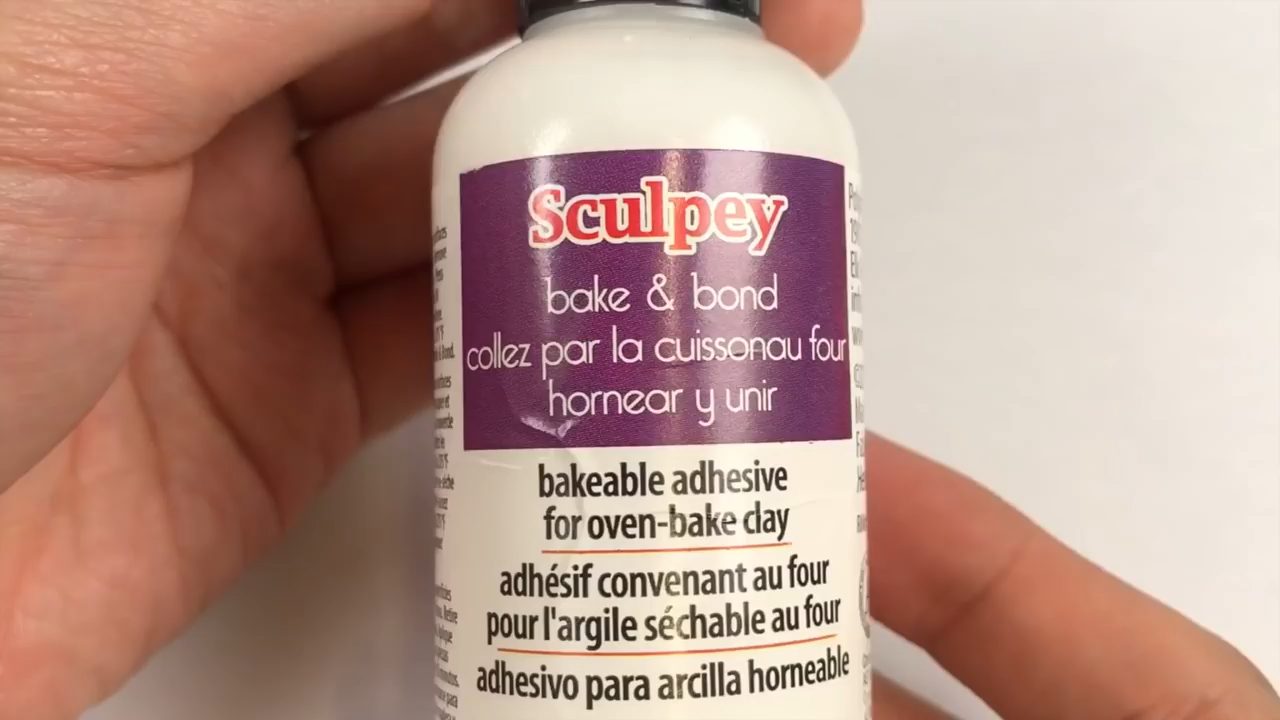 Sculpey
bake & bond
collez par la cuissonau four
hornear y unir
bakeable adhesive
for oven-bake clay
adhésif convenant au four
pour l'argile séchable au four
adhesivo para arcilla horneable